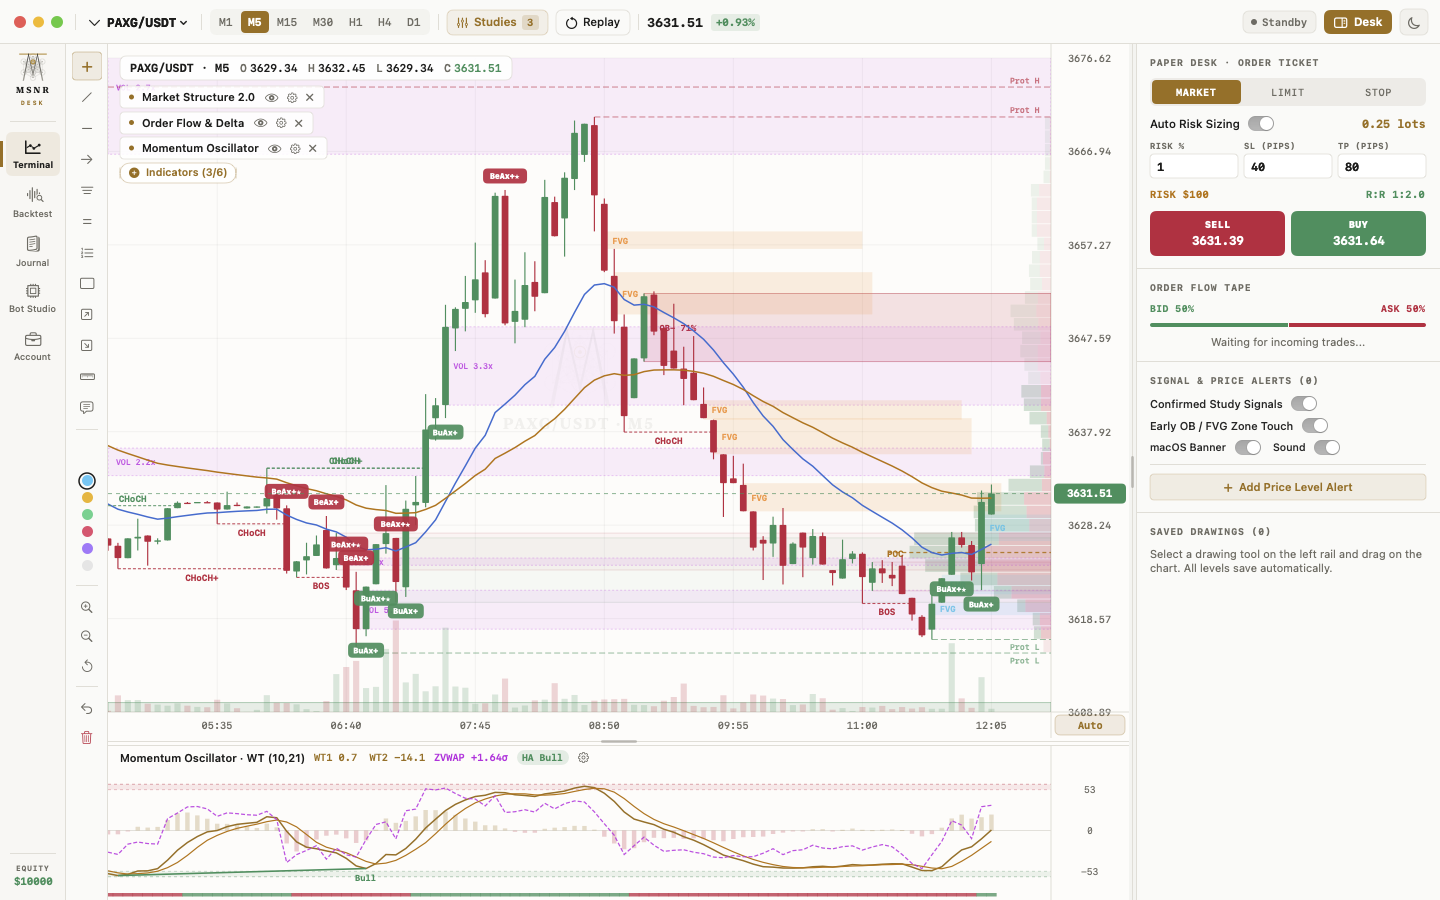 PAXG/USDT
M1 M5 M15 M30 H1 H4 D1
Studies 3
Replay
3631.51 +0.93%
Standby
Desk
MSNR
DESK
Terminal
Backtest
Journal
Bot Studio
Account
EQUITY
$10000
PAXG/USDT · M5 O 3629.34 H 3632.45 L 3629.34 C 3631.51
Market Structure 2.0
Order Flow & Delta
Momentum Oscillator
Indicators (3/6)
Prot H
Prot H
BeAx+★
FVG
FVG
OB- 71%
VOL 3.3x
PAXG/USDT · M5
FVG
BuAx+
CHoCH
FVG
VOL 2.2x
CHoCH
BeAx+★
BeAx+
FVG
CHoCH
BeAx+★
FVG
BeAx+★
BeAx+
POC
CHoCH+
BOS
BuAx+★
BuAx+
BuAx+★
FVG
BuAx+
BOS
BuAx+
Prot L
Prot L
3676.62
3666.94
3657.27
3647.59
3637.92
3631.51
3628.24
3618.57
3608.89
Auto
05:35 06:40 07:45 08:50 09:55 11:00 12:05
Momentum Oscillator · WT (10,21) WT1 0.7 WT2 −14.1 ZVWAP +1.64σ HA Bull
53
0
−53
Bull
PAPER DESK · ORDER TICKET
MARKET LIMIT STOP
Auto Risk Sizing 0.25 lots
RISK % SL (PIPS) TP (PIPS)
1 40 80
RISK $100 R:R 1:2.0
SELL
3631.39
BUY
3631.64
ORDER FLOW TAPE
BID 50% ASK 50%
Waiting for incoming trades...
SIGNAL & PRICE ALERTS (0)
Confirmed Study Signals
Early OB / FVG Zone Touch
macOS Banner Sound
+ Add Price Level Alert
SAVED DRAWINGS (0)
Select a drawing tool on the left rail and drag on the
chart. All levels save automatically.